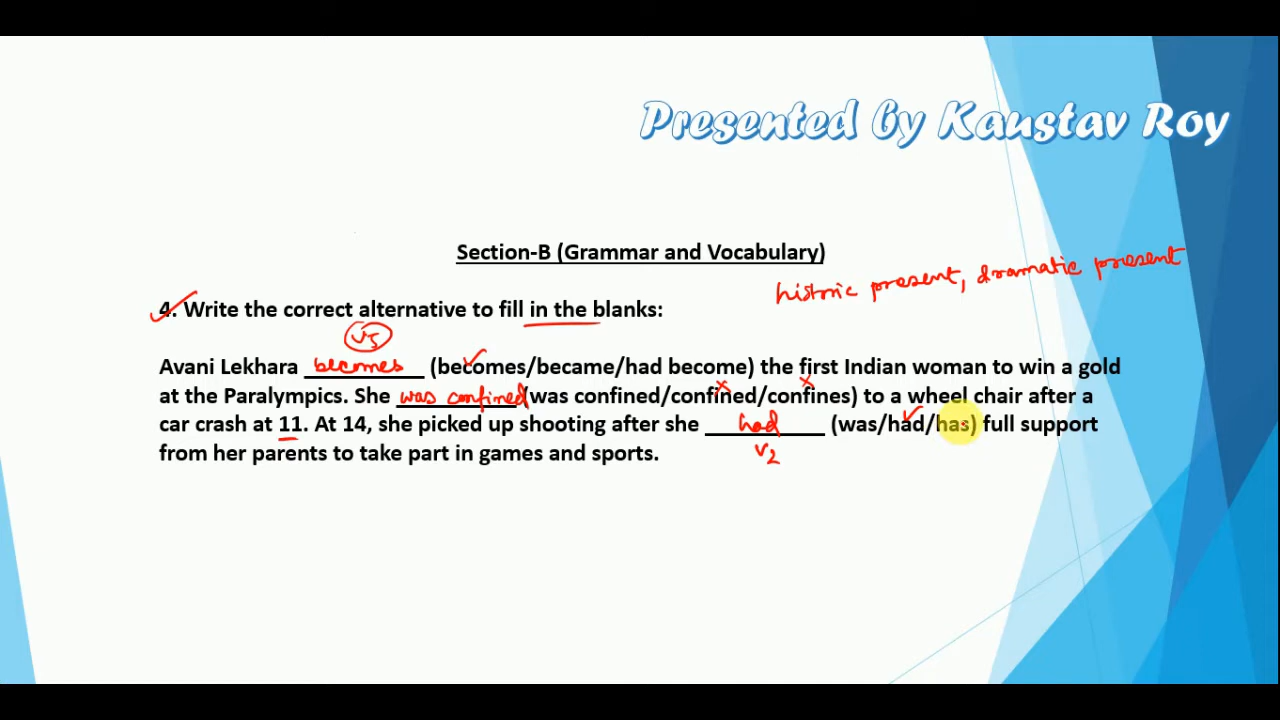 Presented by Kaustav Roy
Section-B (Grammar and Vocabulary)
historic present, dramatic present
4. Write the correct alternative to fill in the blanks:
V5
Avani Lekhara becomes (becomes/became/had become) the first Indian woman to win a gold
at the Paralympics. She was confined (was confined/confined/confines) to a wheel chair after a
car crash at 11. At 14, she picked up shooting after she had (was/had/has) full support
V2
from her parents to take part in games and sports.